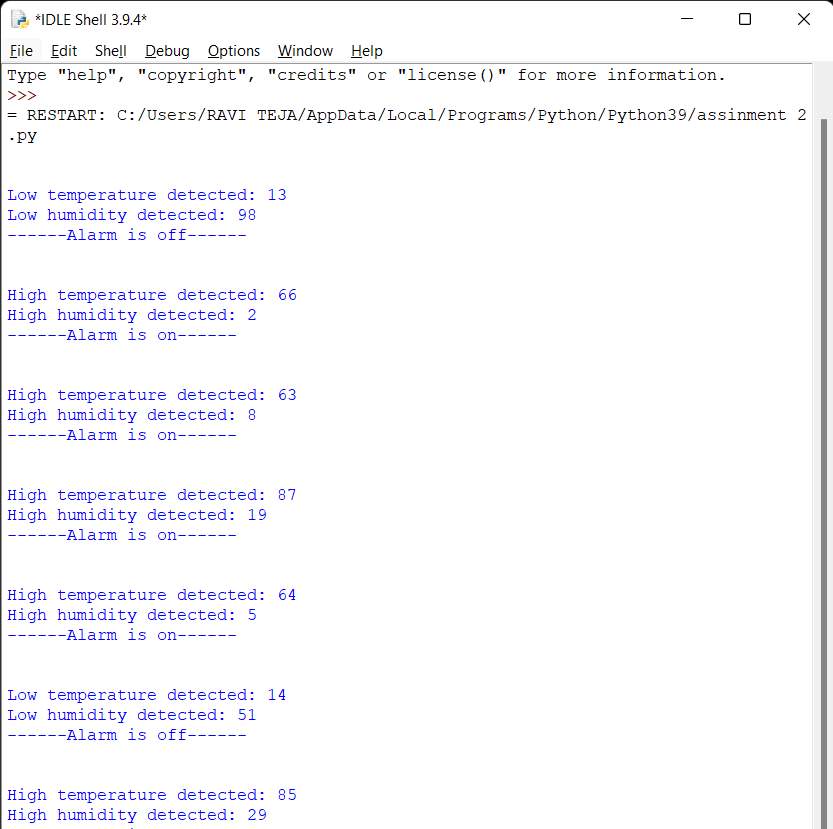 *IDLE Shell 3.9.4*
File Edit Shell Debug Options Window Help
Type "help", "copyright", "credits" or "license()" for more information.
>>>
= RESTART: C:/Users/RAVI TEJA/AppData/Local/Programs/Python/Python39/assinment 2
.py
Low temperature detected: 13
Low humidity detected: 98
------Alarm is off------
High temperature detected: 66
High humidity detected: 2
------Alarm is on------
High temperature detected: 63
High humidity detected: 8
------Alarm is on------
High temperature detected: 87
High humidity detected: 19
------Alarm is on------
High temperature detected: 64
High humidity detected: 5
------Alarm is on------
Low temperature detected: 14
Low humidity detected: 51
------Alarm is off------
High temperature detected: 85
High humidity detected: 29